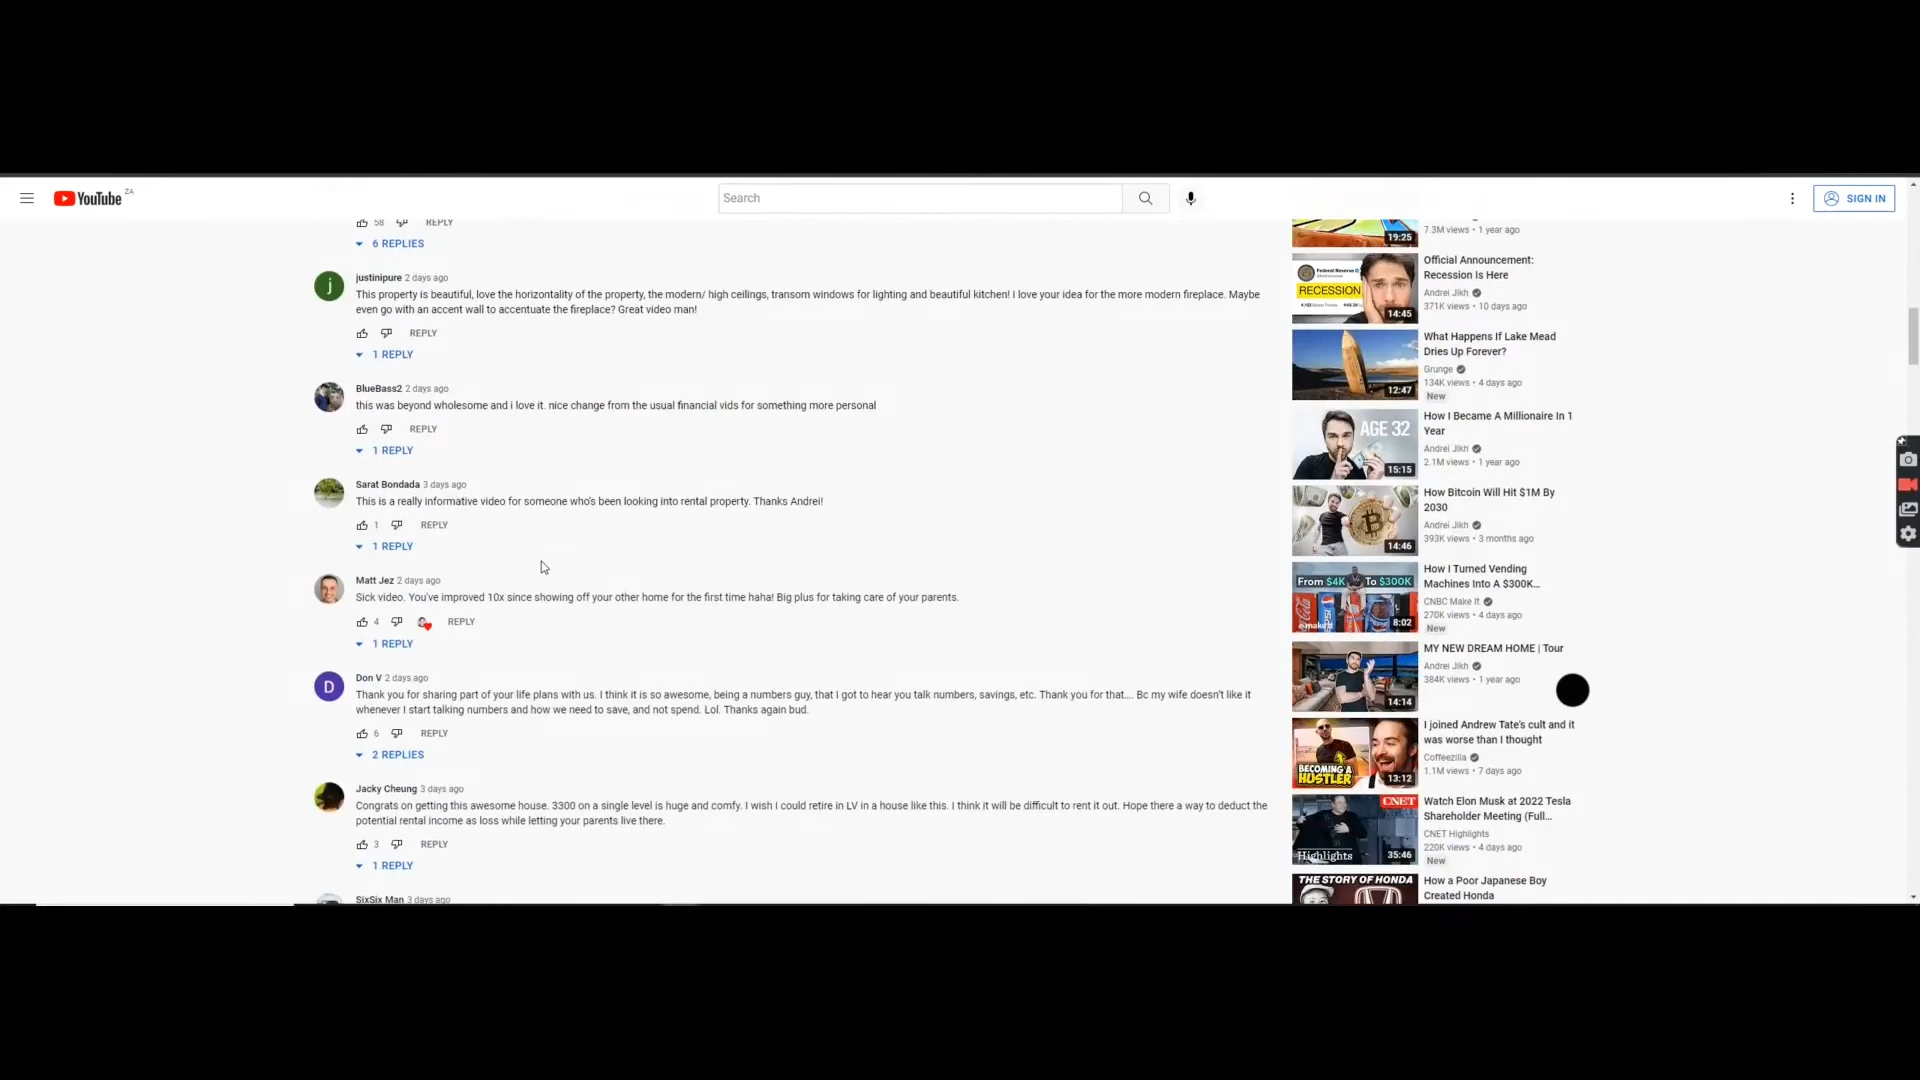 YouTube ZA
Search
SIGN IN
58 REPLY
6 REPLIES
justinipure 2 days ago
This property is beautiful, love the horizontality of the property, the modern/ high ceilings, transom windows for lighting and beautiful kitchen! I love your idea for the more modern fireplace. Maybe
even go with an accent wall to accentuate the fireplace? Great video man!
REPLY
1 REPLY
BlueBass2 2 days ago
this was beyond wholesome and i love it. nice change from the usual financial vids for something more personal
REPLY
1 REPLY
Sarat Bondada 3 days ago
This is a really informative video for someone who's been looking into rental property. Thanks Andrei!
1 REPLY
1 REPLY
Matt Jez 2 days ago
Sick video. You've improved 10x since showing off your other home for the first time haha! Big plus for taking care of your parents.
4 REPLY
1 REPLY
D
Don V 2 days ago
Thank you for sharing part of your life plans with us. I think it is so awesome, being a numbers guy, that I got to hear you talk numbers, savings, etc. Thank you for that.... Bc my wife doesn't like it
whenever I start talking numbers and how we need to save, and not spend. Lol. Thanks again bud.
6 REPLY
2 REPLIES
Jacky Cheung 3 days ago
Congrats on getting this awesome house. 3300 on a single level is huge and comfy. I wish I could retire in LV in a house like this. I think it will be difficult to rent it out. Hope there a way to deduct the
potential rental income as loss while letting your parents live there.
3 REPLY
1 REPLY
SixSix Man 3 days ago
19:25
7.3M views • 1 year ago
Federal Reserve
RECESSION
14:45
Official Announcement:
Recession Is Here
Andrei Jikh
371K views • 10 days ago
12:47
What Happens If Lake Mead
Dries Up Forever?
Grunge
134K views • 4 days ago
New
AGE 32
15:15
How I Became A Millionaire In 1
Year
Andrei Jikh
2.1M views • 1 year ago
14:46
How Bitcoin Will Hit $1M By
2030
Andrei Jikh
393K views • 3 months ago
From $4K To $300K
8:02
How I Turned Vending
Machines Into A $300K...
CNBC Make It
270K views • 4 days ago
New
14:14
MY NEW DREAM HOME | Tour
Andrei Jikh
384K views • 1 year ago
BECOMING A
HUSTLER
13:12
I joined Andrew Tate's cult and it
was worse than I thought
Coffeezilla
1.1M views • 7 days ago
CNET
Highlights
35:46
Watch Elon Musk at 2022 Tesla
Shareholder Meeting (Full...
CNET Highlights
220K views • 4 days ago
New
THE STORY OF HONDA
How a Poor Japanese Boy
Created Honda